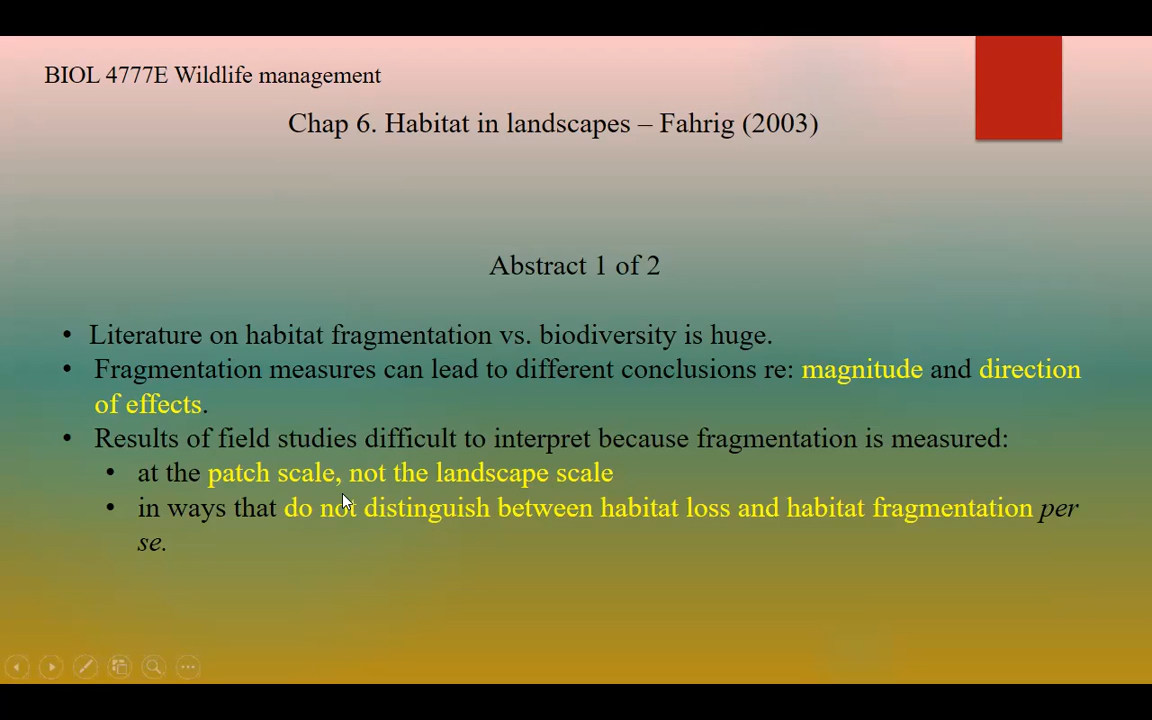 BIOL 4777E Wildlife management
Chap 6. Habitat in landscapes – Fahrig (2003)
Abstract 1 of 2
• Literature on habitat fragmentation vs. biodiversity is huge.
• Fragmentation measures can lead to different conclusions re: magnitude and direction
of effects.
• Results of field studies difficult to interpret because fragmentation is measured:
• at the patch scale, not the landscape scale
• in ways that do not distinguish between habitat loss and habitat fragmentation per
se.